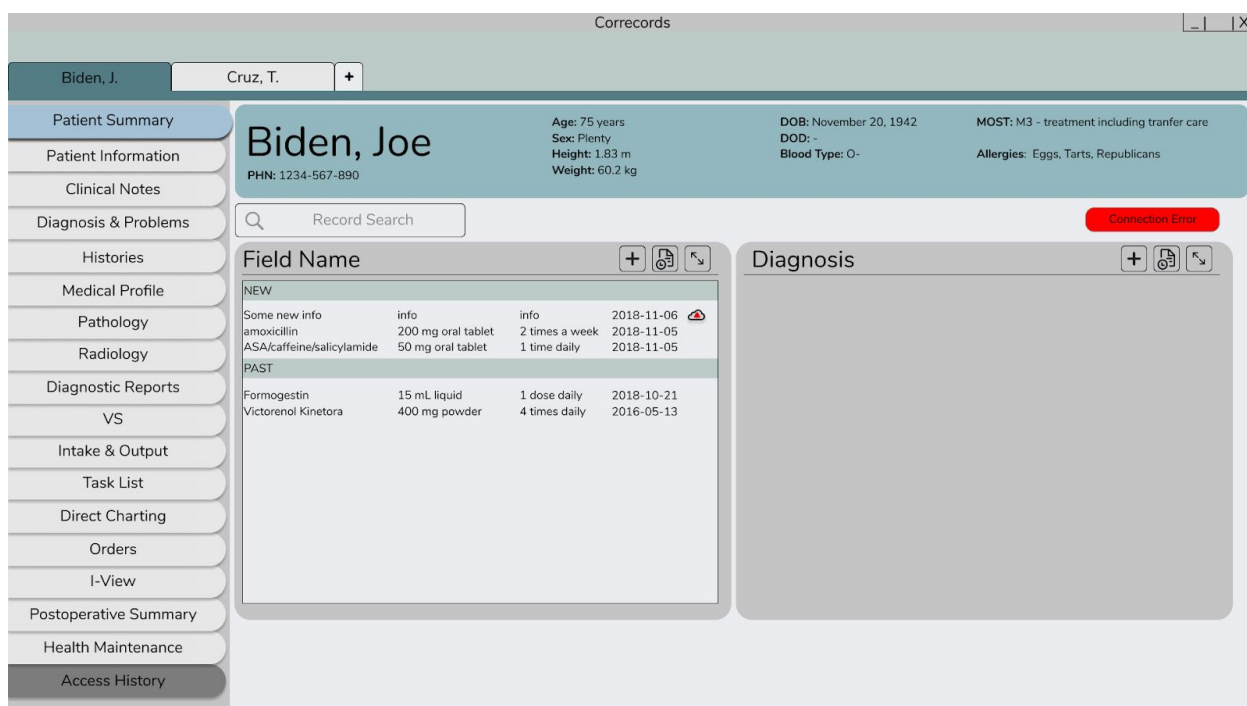 Correcords
_| |X
Biden, J.
Cruz, T.
+
Patient Summary
Patient Information
Clinical Notes
Diagnosis & Problems
Histories
Medical Profile
Pathology
Radiology
Diagnostic Reports
VS
Intake & Output
Task List
Direct Charting
Orders
I-View
Postoperative Summary
Health Maintenance
Access History
Biden, Joe
PHN: 1234-567-890
Age: 75 years
Sex: Plenty
Height: 1.83 m
Weight: 60.2 kg
DOB: November 20, 1942
DOD: -
Blood Type: O-
MOST: M3 - treatment including tranfer care
Allergies: Eggs, Tarts, Republicans
Record Search
Connection Error
Field Name
+
NEW
Some new info info info 2018-11-06
amoxicillin 200 mg oral tablet 2 times a week 2018-11-05
ASA/caffeine/salicylamide 50 mg oral tablet 1 time daily 2018-11-05
PAST
Formogestin 15 mL liquid 1 dose daily 2018-10-21
Victorenol Kinetora 400 mg powder 4 times daily 2016-05-13
Diagnosis
+